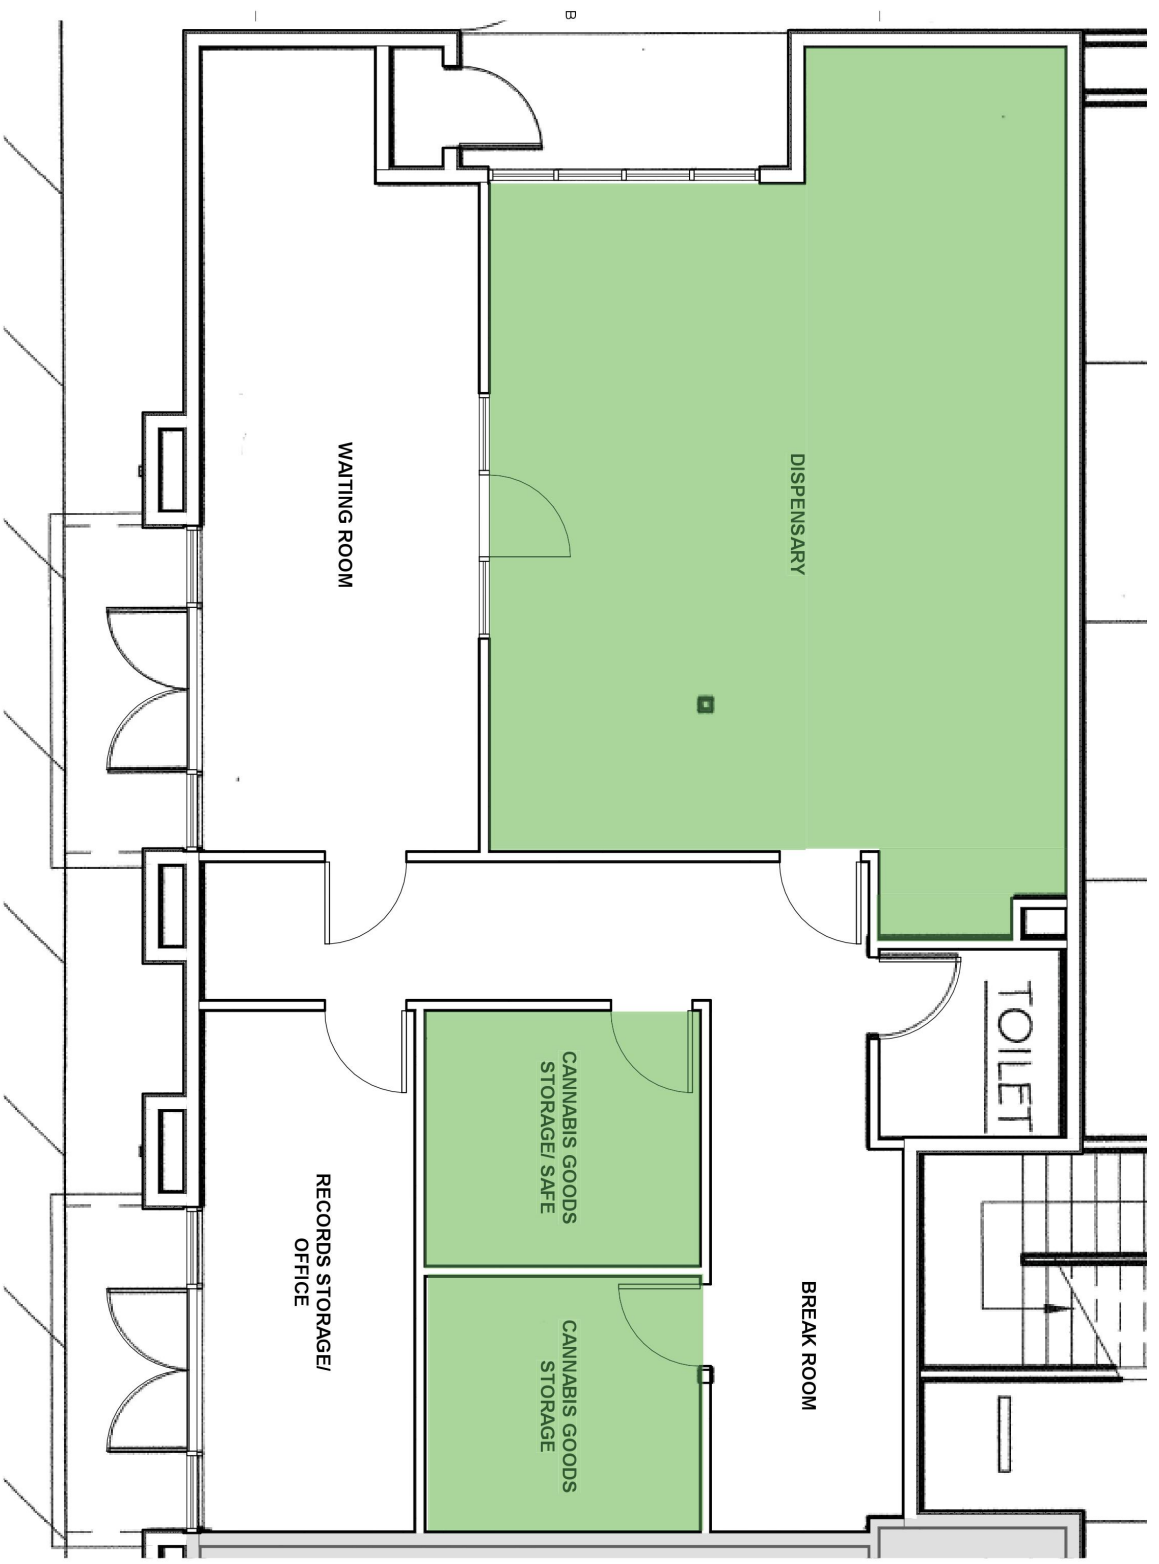 B
WAITING ROOM
DISPENSARY
TOILET
CANNABIS GOODS
STORAGE/ SAFE
RECORDS STORAGE/
OFFICE
CANNABIS GOODS
STORAGE
BREAK ROOM